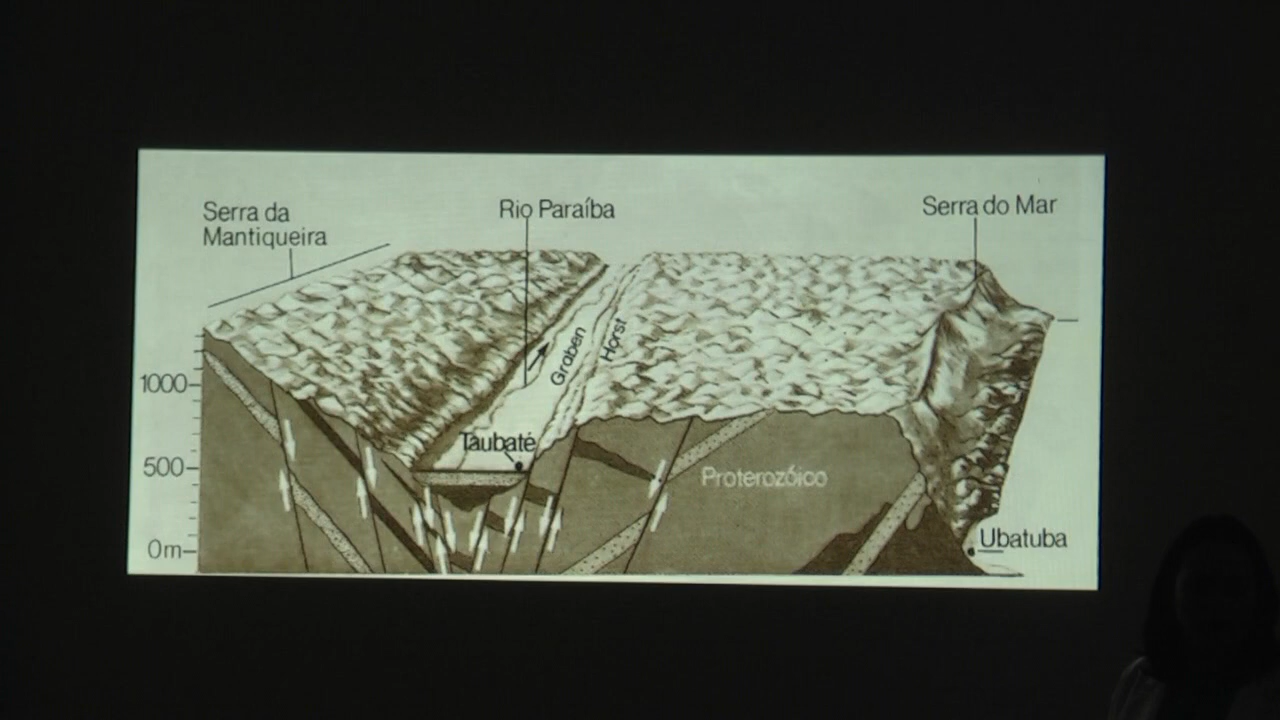 Serra da
Mantiqueira
Rio Paraíba
Serra do Mar
Graben
Horst
1000
Taubaté
500
Proterozóico
0m
Ubatuba